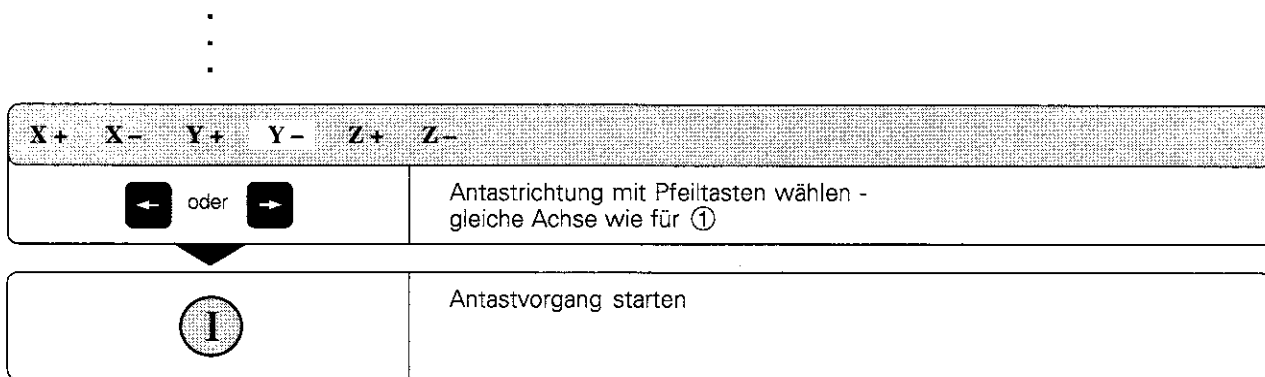 X + X – Y + Y – Z + Z –
← oder →
Antastrichtung mit Pfeiltasten wählen -
gleiche Achse wie für ①
I
Antastvorgang starten